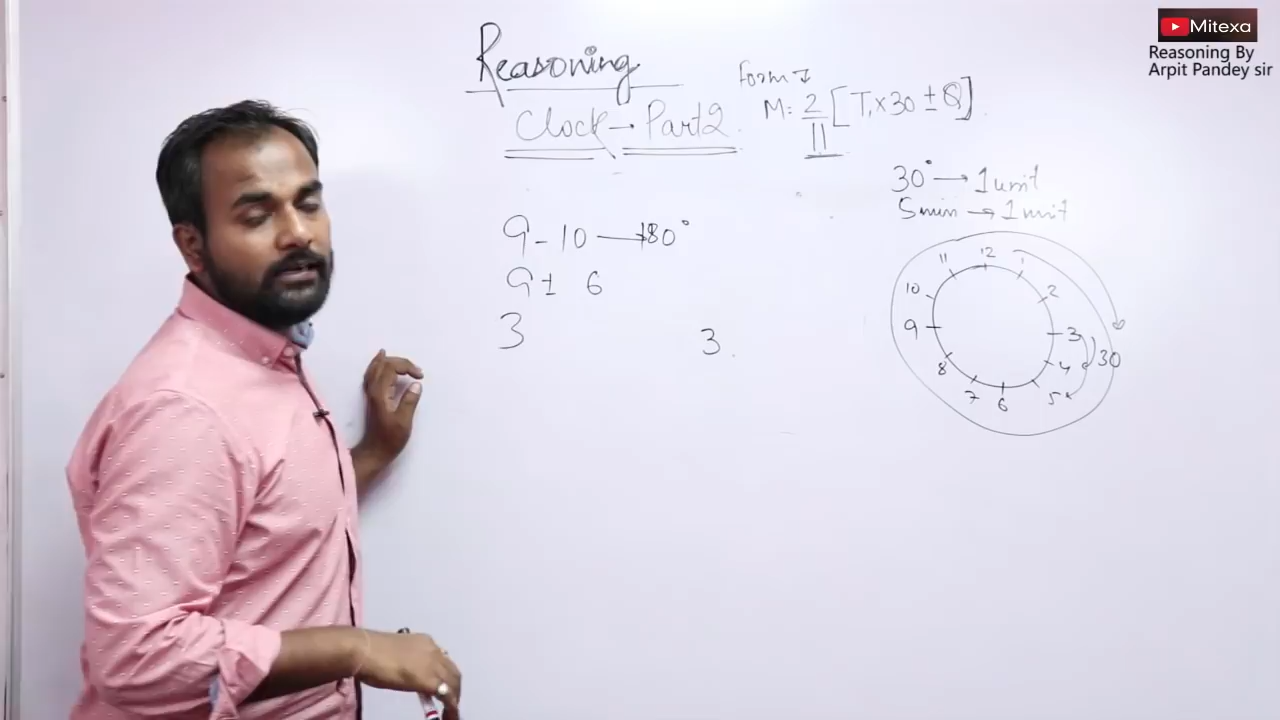 Mitexa
Reasoning By
Arpit Pandey sir
Reasoning
Clock → Part2.
Form
M: 2/11 [T₁×30 ± Q]
30° → 1 unit
5 min → 1 unit
9 - 10 → 180°
9 ± 6
3 3.
12
11 1
10 2
9 3
8 4 30
7 6 5